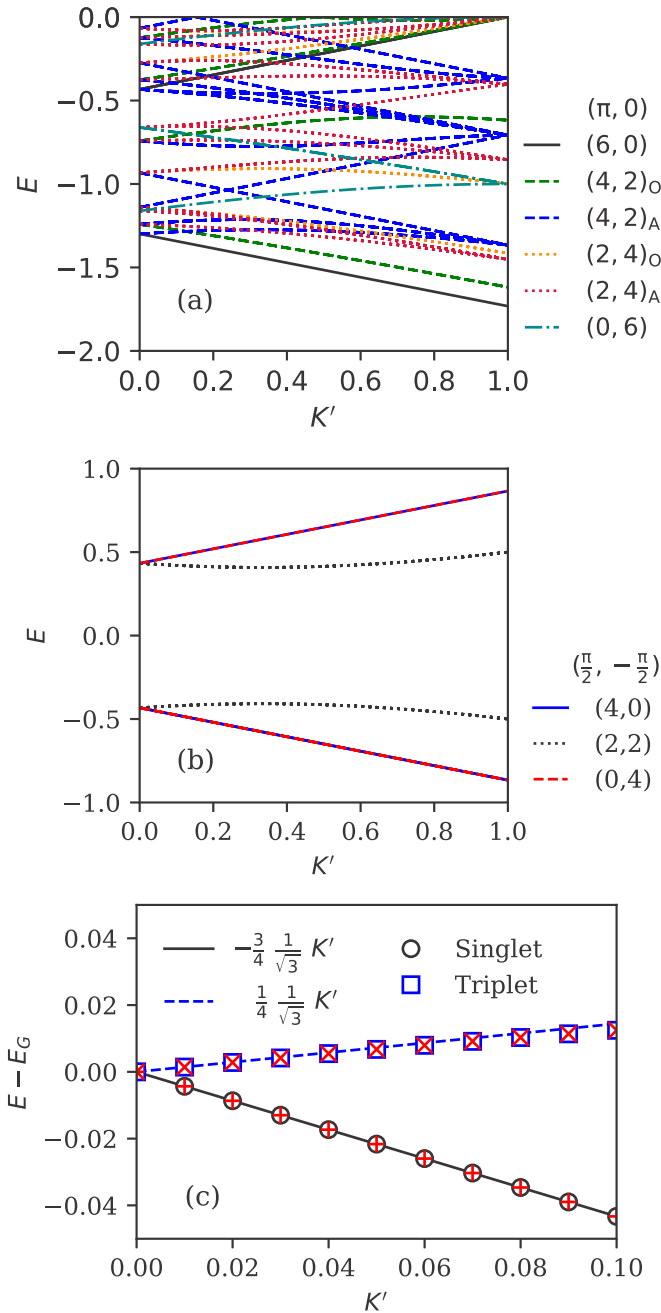 0.0
−0.5
−1.0
−1.5
−2.0
E
(a)
0.0 0.2 0.4 0.6 0.8 1.0
K′
(π, 0)
(6, 0)
(4, 2)O
(4, 2)A
(2, 4)O
(2, 4)A
(0, 6)
1.0
0.5
0.0
−0.5
−1.0
E
(b)
0.0 0.2 0.4 0.6 0.8 1.0
K′
(π/2, −π/2)
(4,0)
(2,2)
(0,4)
0.04
0.02
0.00
−0.02
−0.04
E − EG
−3/4 1/√3 K′
1/4 1/√3 K′
Singlet
Triplet
(c)
0.00 0.02 0.04 0.06 0.08 0.10
K′